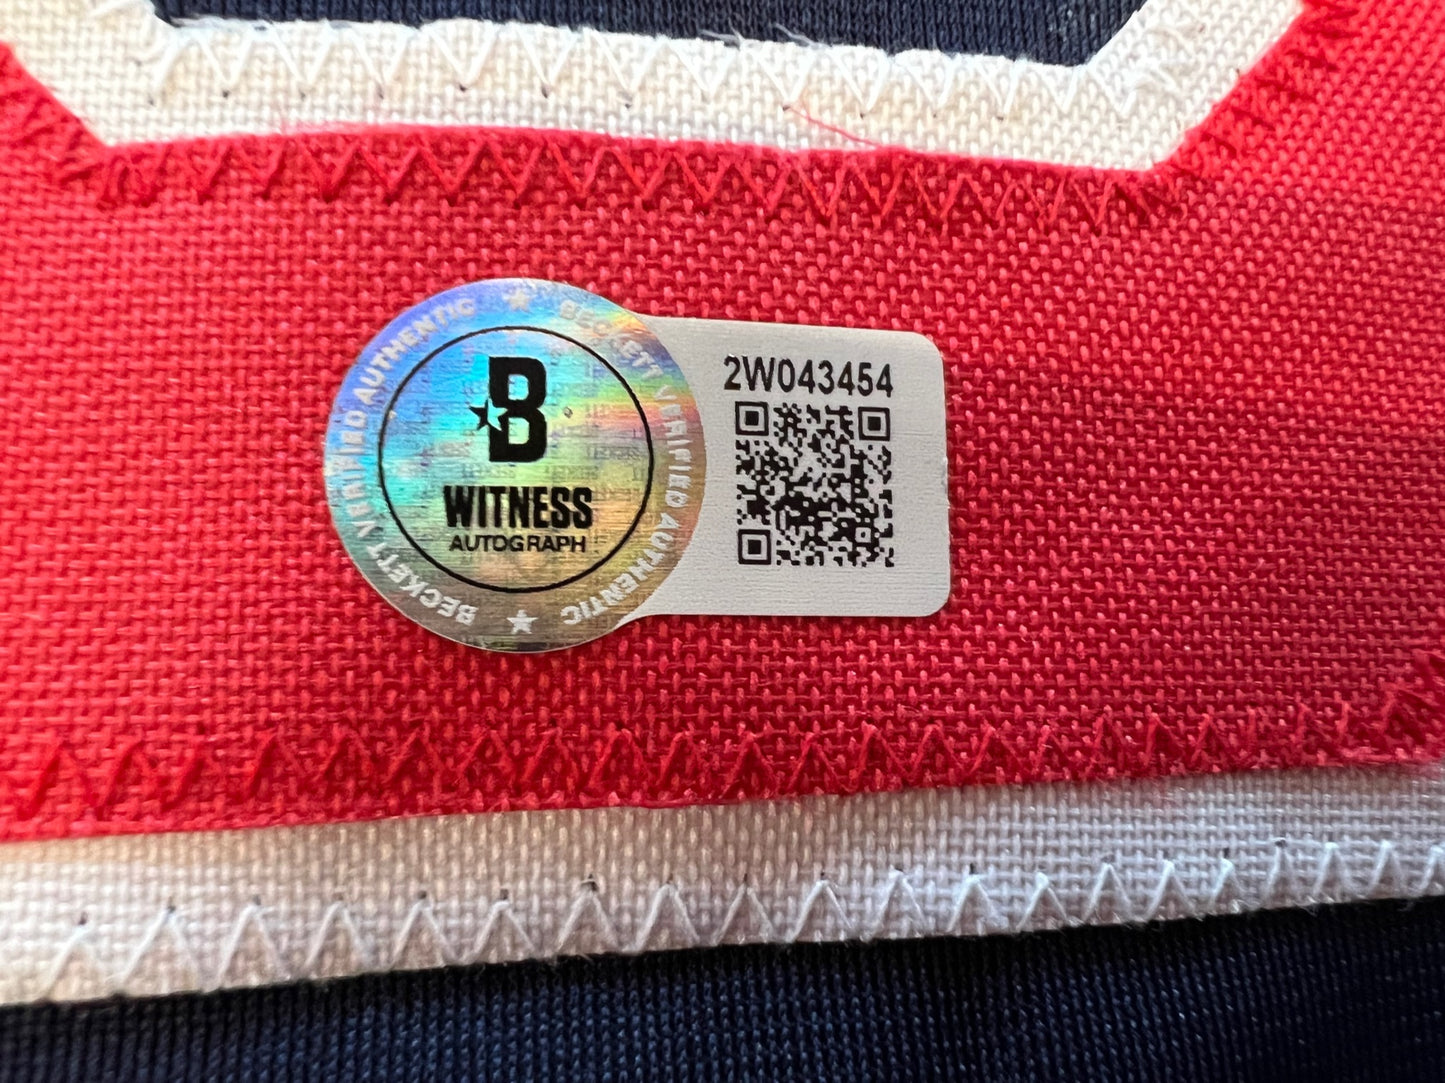 BECKETT VERIFIED AUTHENTIC ★ BECKETT VERIFIED AUTHENTIC ★
B
WITNESS
AUTOGRAPH
2W043454